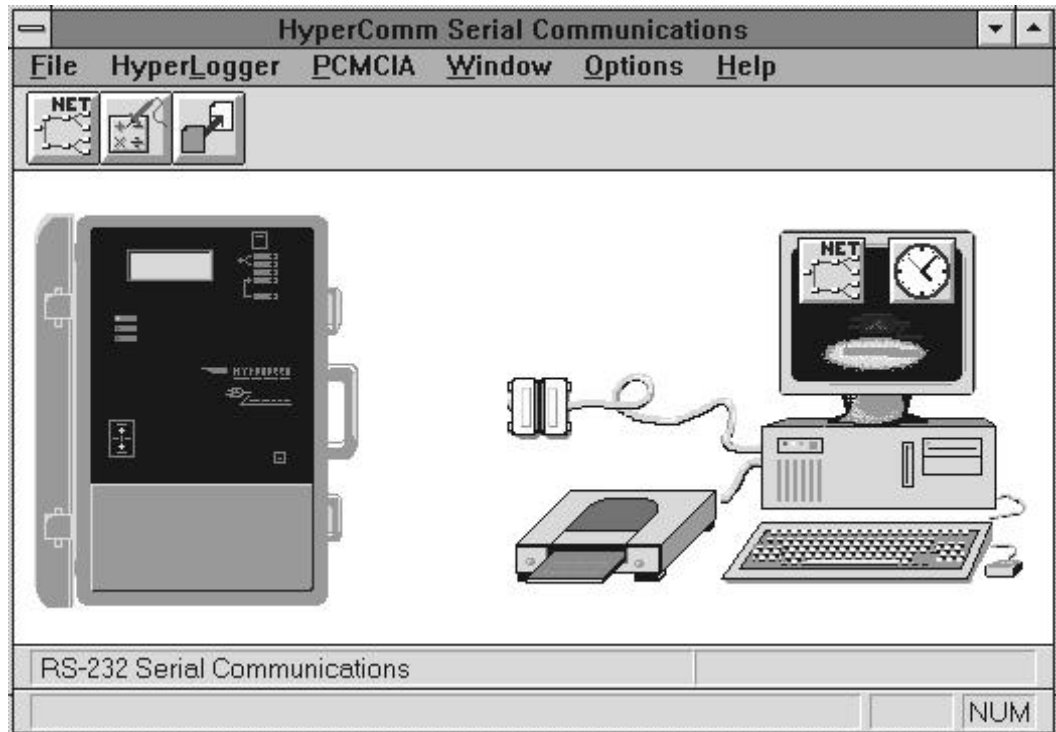 HyperComm Serial Communications
File HyperLogger PCMCIA Window Options Help
NET
NET
RS-232 Serial Communications
NUM